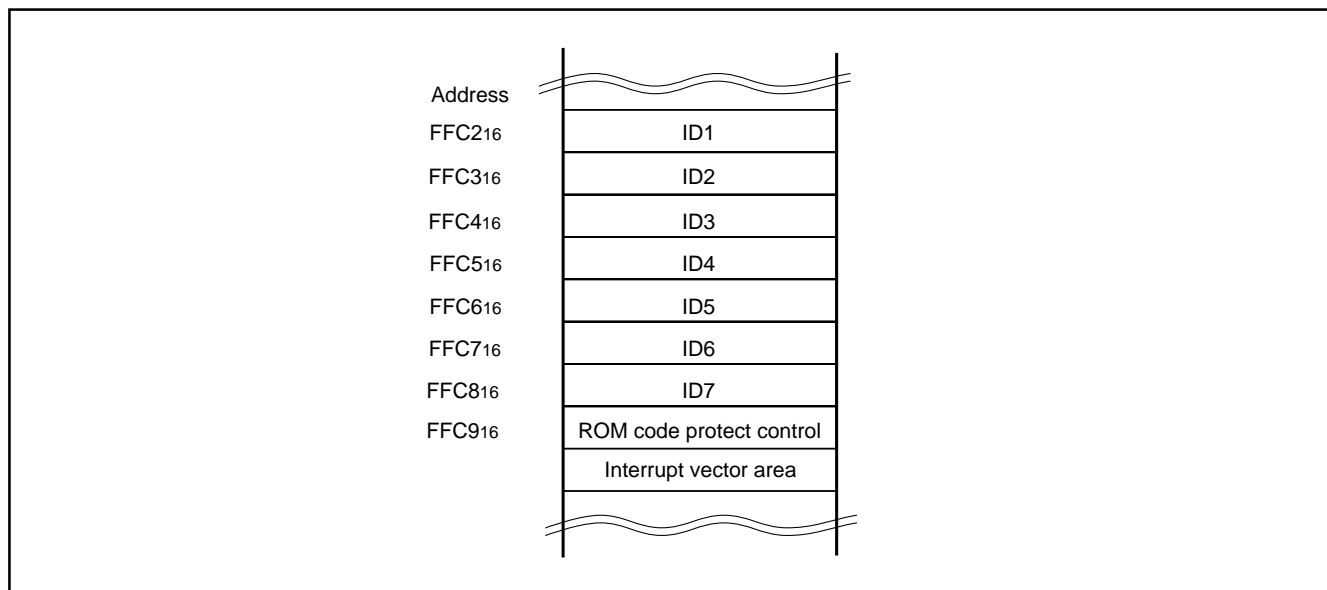 Address
FFC216 ID1
FFC316 ID2
FFC416 ID3
FFC516 ID4
FFC616 ID5
FFC716 ID6
FFC816 ID7
FFC916 ROM code protect control
Interrupt vector area